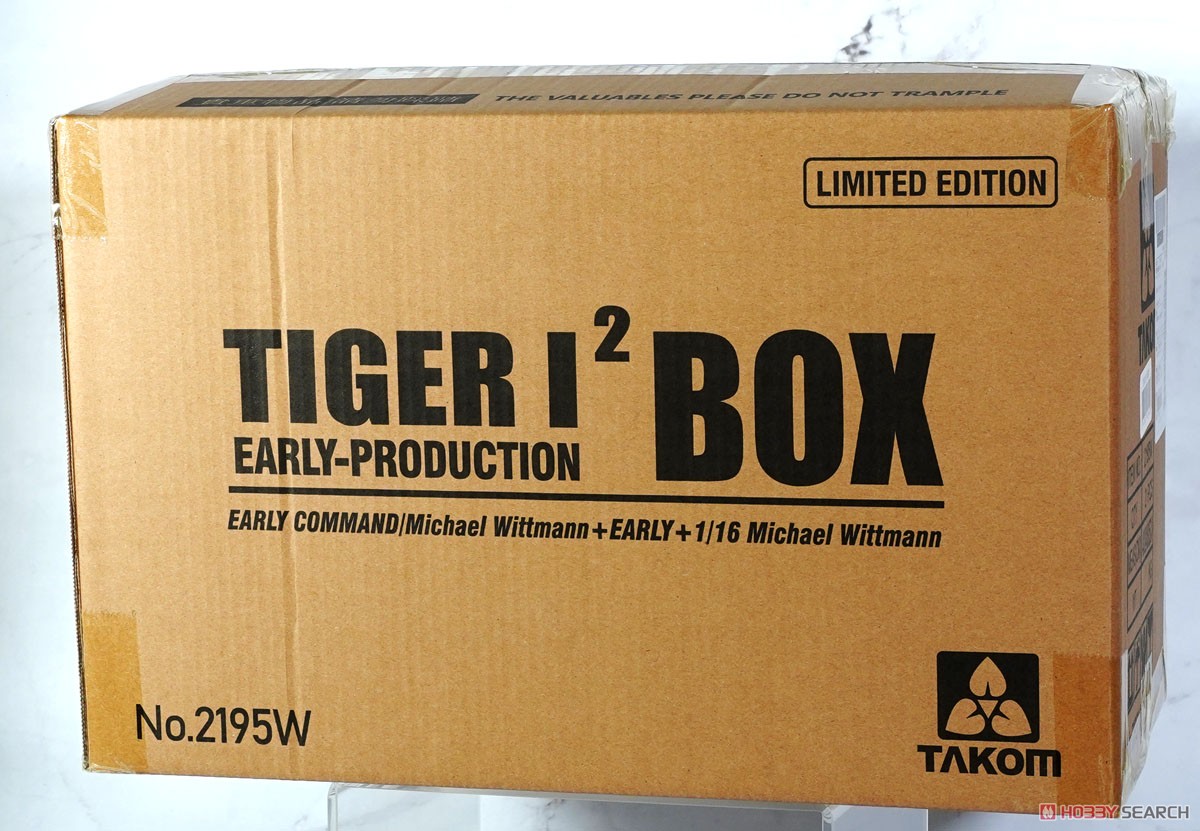 THE VALUABLES PLEASE DO NOT TRAMPLE
LIMITED EDITION
TIGER I² BOX
EARLY-PRODUCTION
EARLY COMMAND/Michael Wittmann+EARLY+1/16 Michael Wittmann
No.2195W
TAKOM
HOBBY SEARCH